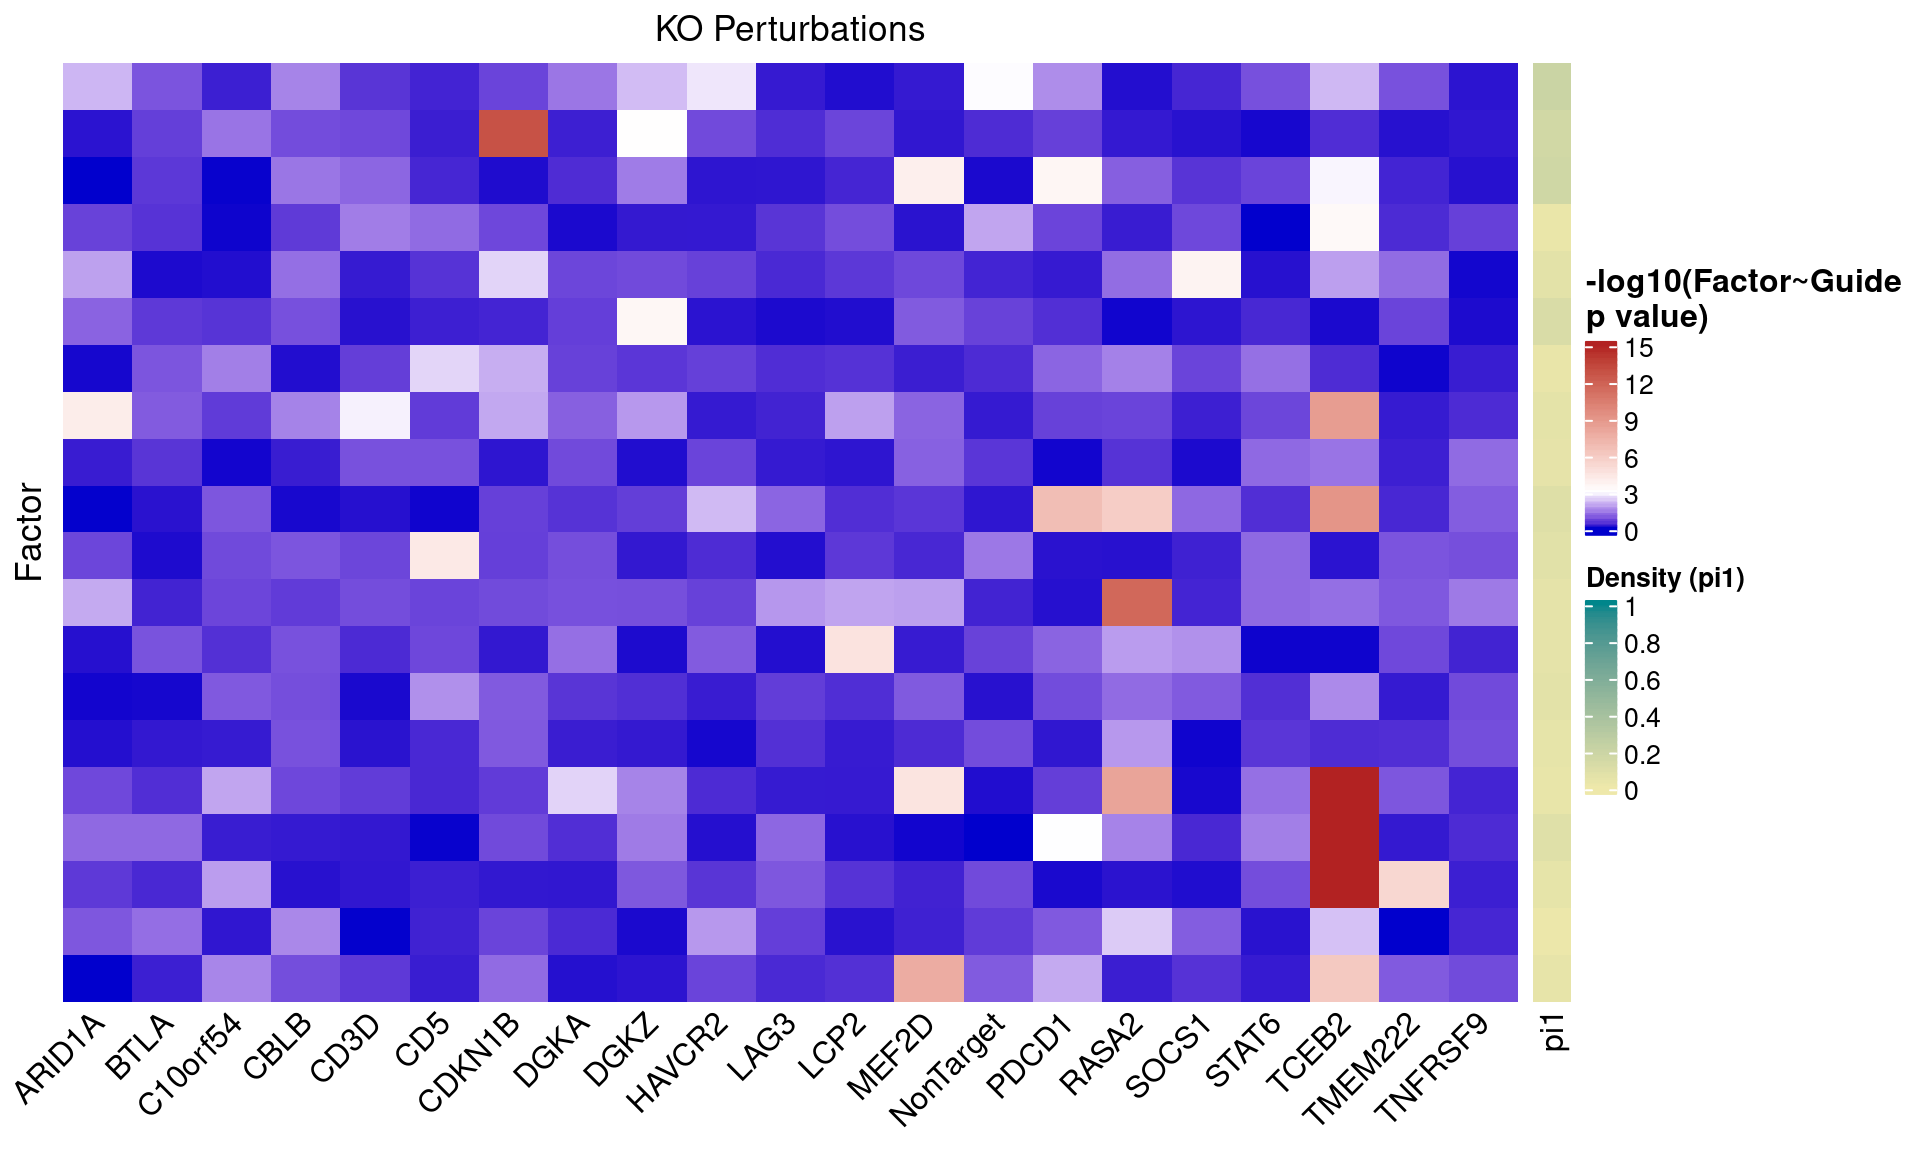 KO Perturbations
Factor
-log10(Factor~Guide
p value)
15
12
9
6
3
0
Density (pi1)
1
0.8
0.6
0.4
0.2
0
ARID1A
BTLA
C10orf54
CBLB
CD3D
CD5
CDKN1B
DGKA
DGKZ
HAVCR2
LAG3
LCP2
MEF2D
NonTarget
PDCD1
RASA2
SOCS1
STAT6
TCEB2
TMEM222
TNFRSF9
pi1